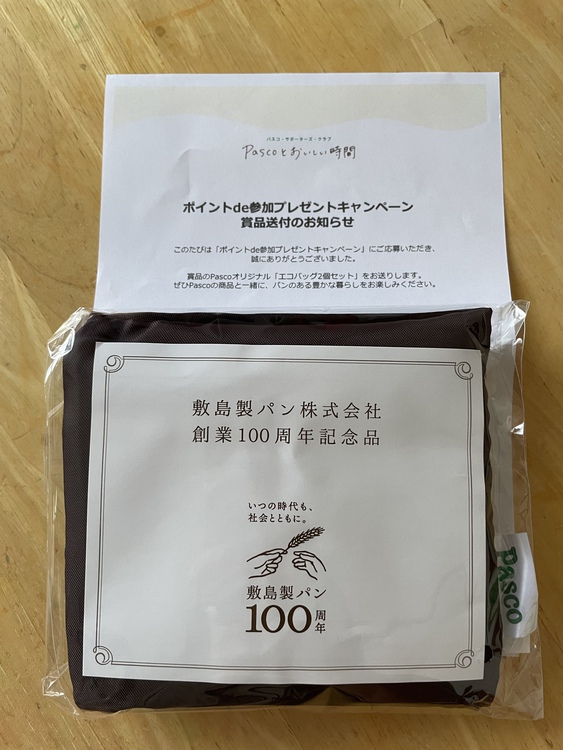 パスコ・サポーターズ・クラブ
Pascoとおいしい時間
ポイントde参加プレゼントキャンペーン
賞品送付のお知らせ
このたびは「ポイントde参加プレゼントキャンペーン」にご応募いただき、
誠にありがとうございました。
賞品のPascoオリジナル「エコバッグ2個セット」をお送りします。
ぜひPascoの商品と一緒に、パンのある豊かな暮らしをお楽しみください。
敷島製パン株式会社
創業100周年記念品
いつの時代も、
社会とともに。
敷島製パン
100周年
PASCO